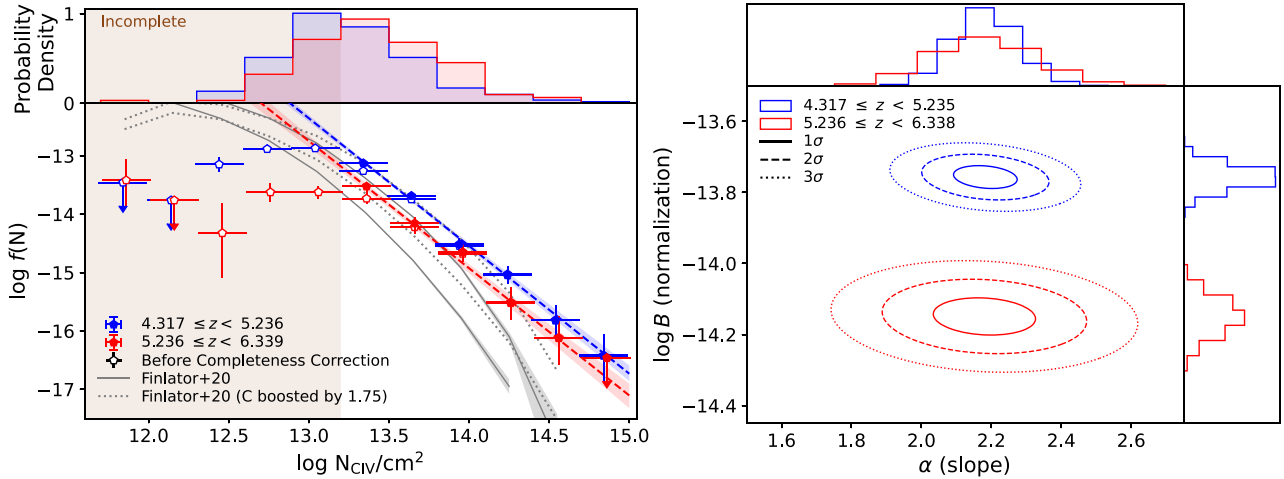 Incomplete
Probability
Density
1
0
−13
−14
−15
−16
−17
log f(N)
4.317 ≤ z < 5.236
5.236 ≤ z < 6.339
Before Completeness Correction
Finlator+20
Finlator+20 (C boosted by 1.75)
12.0 12.5 13.0 13.5 14.0 14.5 15.0
log N_CIV/cm²
4.317 ≤ z < 5.235
5.236 ≤ z < 6.338
1σ
2σ
3σ
−13.6
−13.8
−14.0
−14.2
−14.4
log B (normalization)
1.6 1.8 2.0 2.2 2.4 2.6
α (slope)